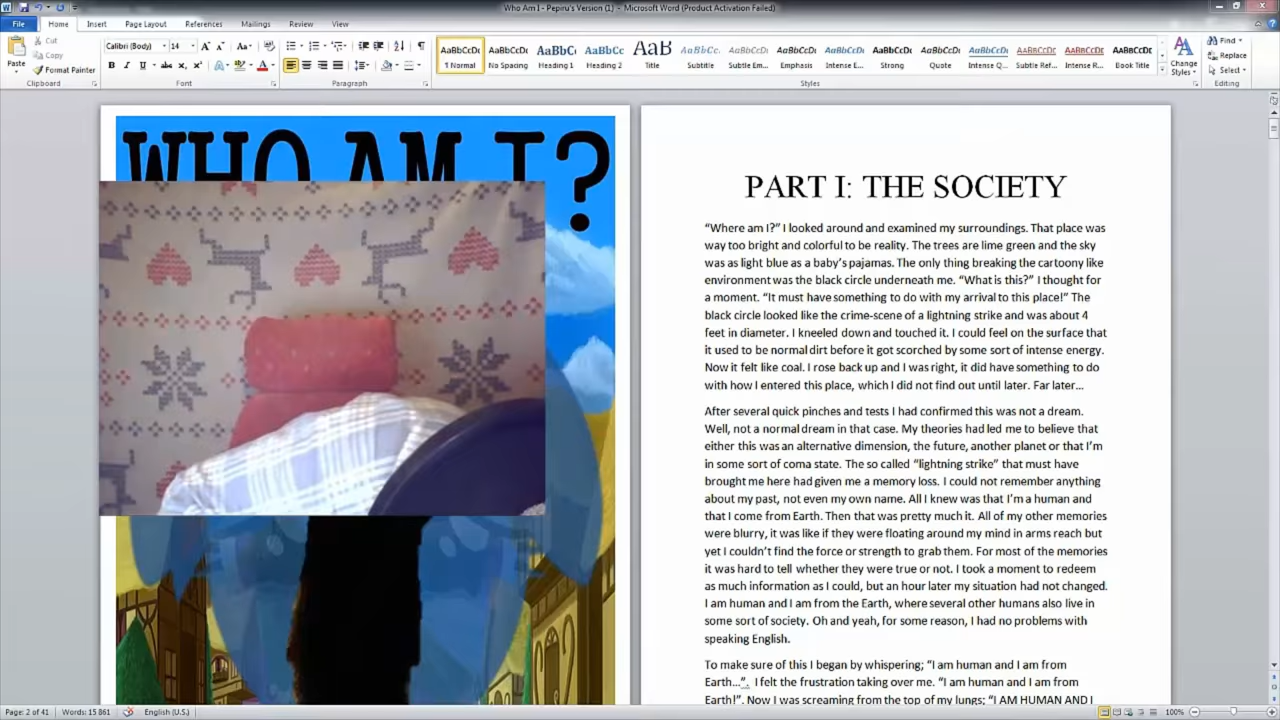 Who Am I - Pepru's Version (1) - Microsoft Word (Product Activation Failed)
File Home Insert Page Layout References Mailings Review View
Cut
Copy
Paste Format Painter
Clipboard
Calibri (Body) 14
Font
Paragraph
AaBbCcDc AaBbCcDc AaBbC AaBbCc AaB AaBbCc. AaBbCcDc AaBbCcDc AaBbCcDc AaBbCcDc AaBbCcDc AaBbCcDc AaBbCcDc AaBbCcDc AaBbCcDc
¶ Normal No Spacing Heading 1 Heading 2 Title Subtitle Subtle Em... Emphasis Intense E... Strong Quote Intense Q... Subtle Ref... Intense R... Book Title
Styles
Change Styles
Find
Replace
Select
Editing
WHO AM I?
PART I: THE SOCIETY
“Where am I?” I looked around and examined my surroundings. That place was
way too bright and colorful to be reality. The trees are lime green and the sky
was as light blue as a baby’s pajamas. The only thing breaking the cartoony like
environment was the black circle underneath me. “What is this?” I thought for
a moment. “It must have something to do with my arrival to this place!” The
black circle looked like the crime-scene of a lightning strike and was about 4
feet in diameter. I kneeled down and touched it. I could feel on the surface that
it used to be normal dirt before it got scorched by some sort of intense energy.
Now it felt like coal. I rose back up and I was right, it did have something to do
with how I entered this place, which I did not find out until later. Far later...
After several quick pinches and tests I had confirmed this was not a dream.
Well, not a normal dream in that case. My theories had led me to believe that
either this was an alternative dimension, the future, another planet or that I’m
in some sort of coma state. The so called “lightning strike” that must have
brought me here had given me a memory loss. I could not remember anything
about my past, not even my own name. All I knew was that I’m a human and
that I come from Earth. Then that was pretty much it. All of my other memories
were blurry, it was like if they were floating around my mind in arms reach but
yet I couldn’t find the force or strength to grab them. For most of the memories
it was hard to tell whether they were true or not. I took a moment to redeem
as much information as I could, but an hour later my situation had not changed.
I am human and I am from the Earth, where several other humans also live in
some sort of society. Oh and yeah, for some reason, I had no problems with
speaking English.
To make sure of this I began by whispering; “I am human and I am from
Earth...”. I felt the frustration taking over me. “I am human and I am from
Earth!”. Now I was screaming from the top of my lungs; “I AM HUMAN AND I
Page: 2 of 41 Words: 15 861 English (U.S.) 100%